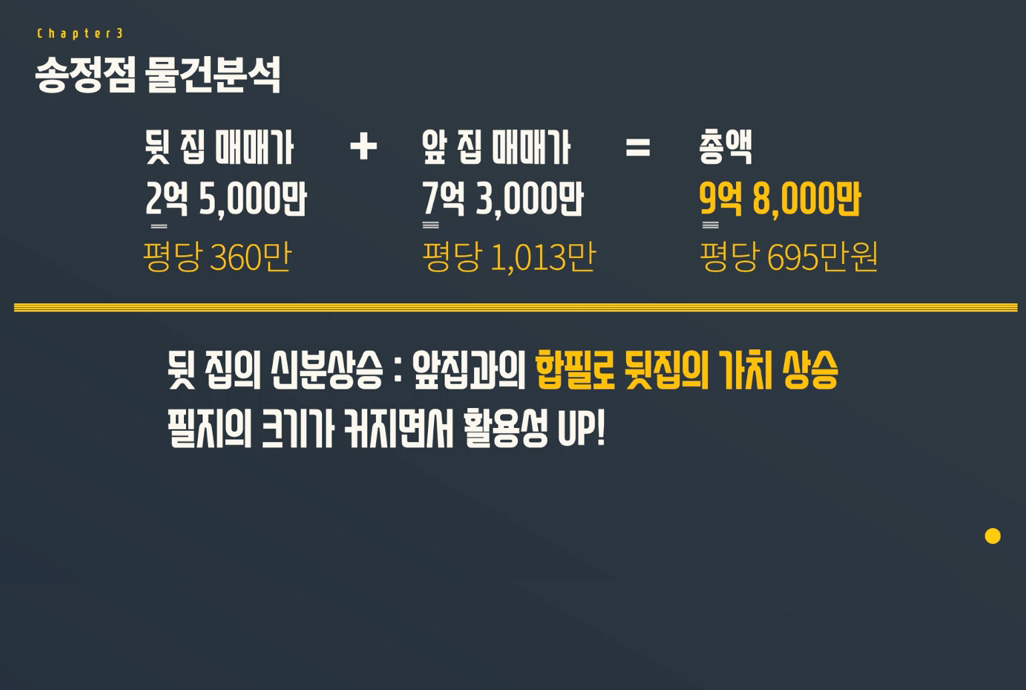 Chapter3
송정점 물건분석
뒷 집 매매가 + 앞 집 매매가 = 총액
2억 5,000만 7억 3,000만 9억 8,000만
평당 360만 평당 1,013만 평당 695만원
뒷 집의 신분상승 : 앞집과의 합필로 뒷집의 가치 상승
필지의 크기가 커지면서 활용성 UP!